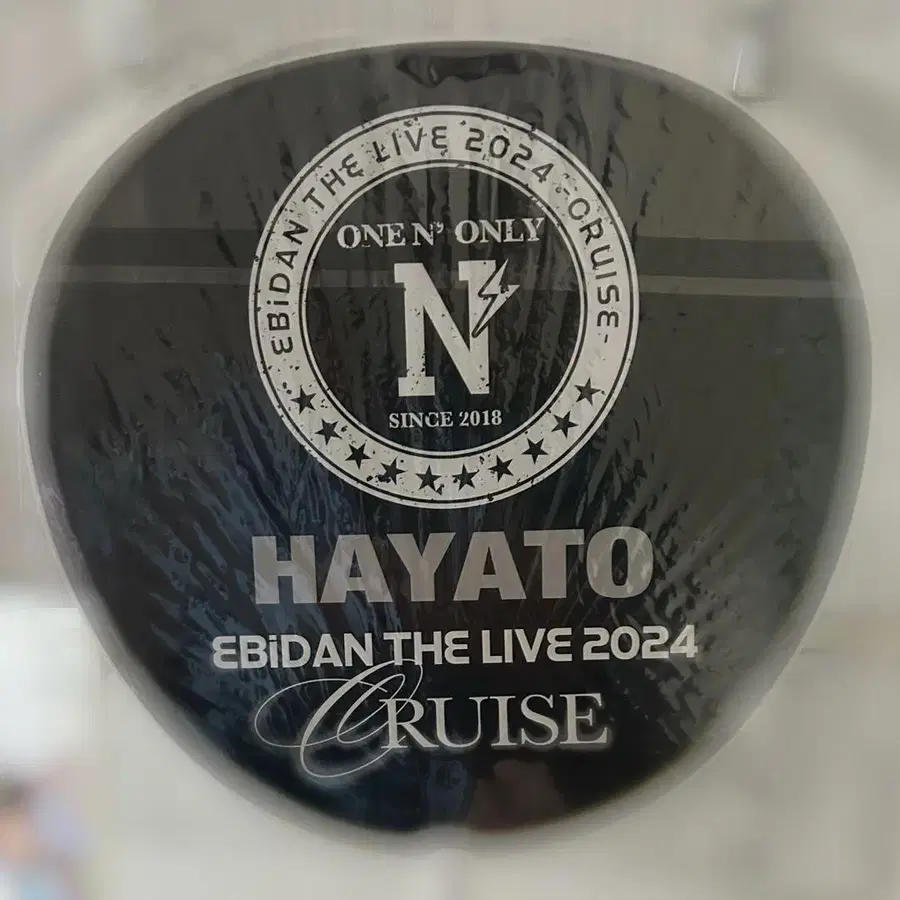 EBiDAN THE LIVE 2024 -CRUISE-
ONE N' ONLY
N
SINCE 2018
HAYATO
EBiDAN THE LIVE 2024
CRUISE